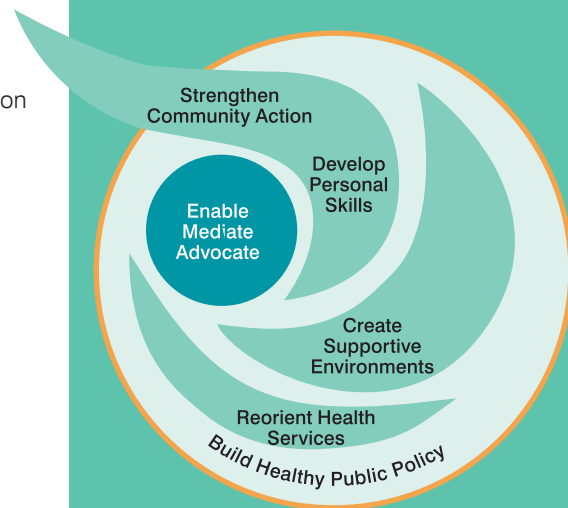 on
Strengthen
Community Action
Develop
Personal
Skills
Enable
Mediate
Advocate
Create
Supportive
Environments
Reorient Health
Services
Build Healthy Public Policy